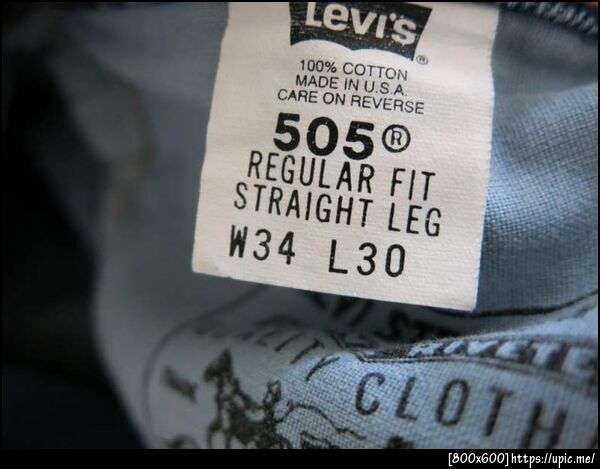 Levi's®
100% COTTON
MADE IN U.S.A.
CARE ON REVERSE
505®
REGULAR FIT
STRAIGHT LEG
W34 L30
CLOTH
[800x600]https://upic.me/